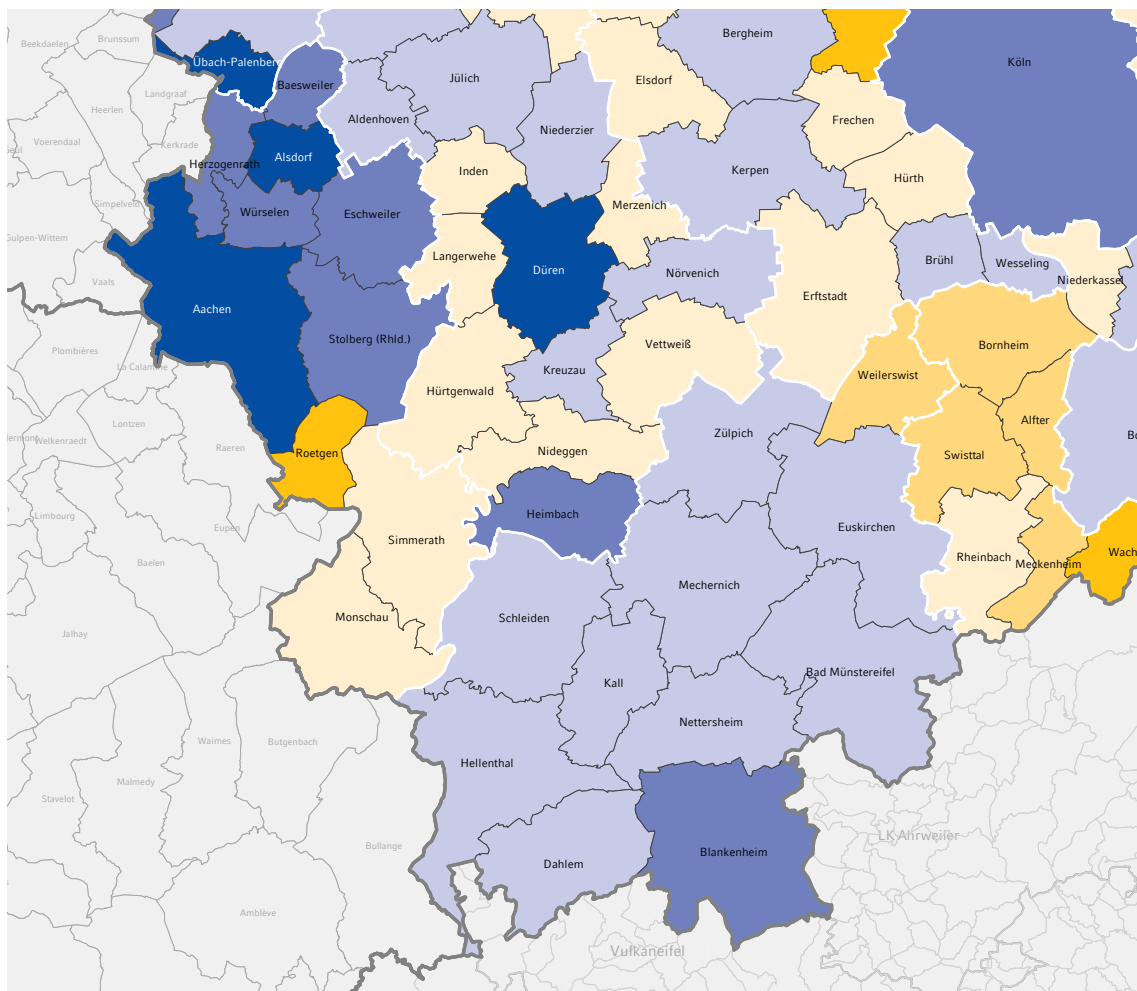 Bergheim
Beekdaelen
Brunssum
Köln
Übach-Palenber
Jülich
Elsdorf
Baesweiler
Landgraaf
Heerlen
Aldenhoven
Frechen
Niederzier
Voerendaal
Kerkrade
Alsdorf
Herzogenrath
Inden
Kerpen
Hürth
Simpelveld
Merzenich
Würselen
Eschweiler
Gulpen-Wittem
Langerwehe
Brühl
Wesseling
Düren
Nörvenich
Vaals
Niederkassel
Erftstadt
Aachen
Stolberg (Rhld.)
Vettweiß
Bornheim
Plombières
La Calamine
Kreuzau
Weilerswist
Hürtgenwald
Lontzen
Alfter
Zülpich
Welkenraedt
Raeren
Roetgen
Nideggen
Swisttal
Limbourg
Heimbach
Eupen
Euskirchen
Simmerath
Baelen
Rheinbach
Wach
Meckenheim
Mechernich
Monschau
Schleiden
Jalhay
Bad Münstereifel
Kall
Nettersheim
Waimes
Butgenbach
Hellenthal
Malmedy
Stavelot
LK Ahrweiler
Bullange
Blankenheim
Dahlem
Amblève
Vulkaneifel